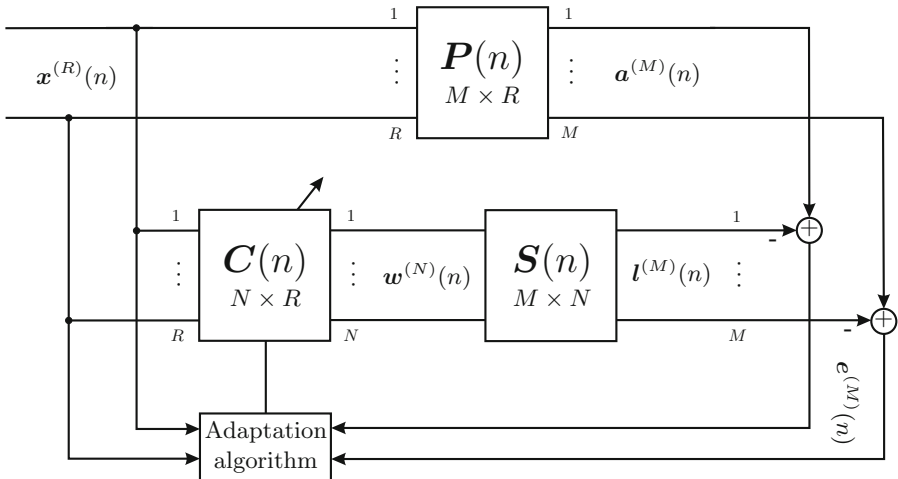 1 P(n) 1
x^{(R)}(n) ⋮ M × R ⋮ a^{(M)}(n)
R M
1 C(n) 1 S(n) 1 +
-
⋮ N × R ⋮ w^{(N)}(n) M × N l^{(M)}(n) ⋮
R N M +
-
e^{(M)}(n)
Adaptation
algorithm